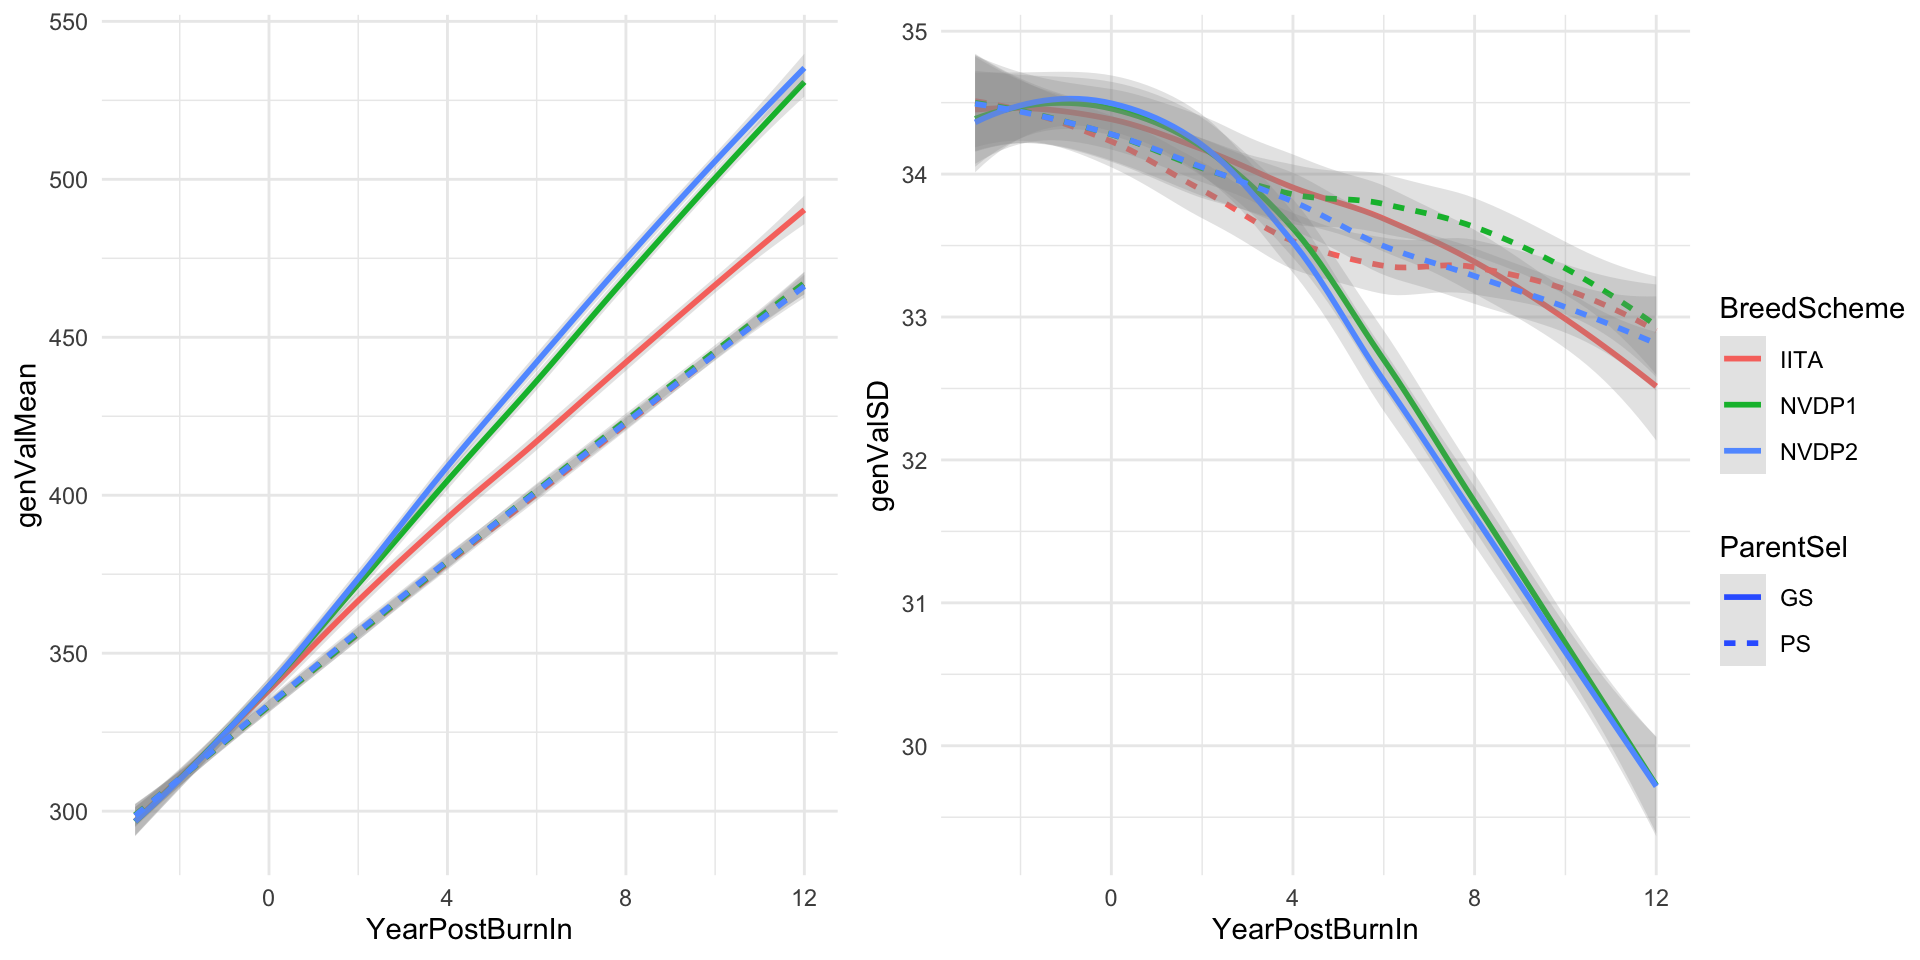 550
500
450
400
350
300
genValMean
0 4 8 12
YearPostBurnIn
35
34
33
32
31
30
genValSD
0 4 8 12
YearPostBurnIn
BreedScheme
IITA
NVDP1
NVDP2
ParentSel
GS
PS